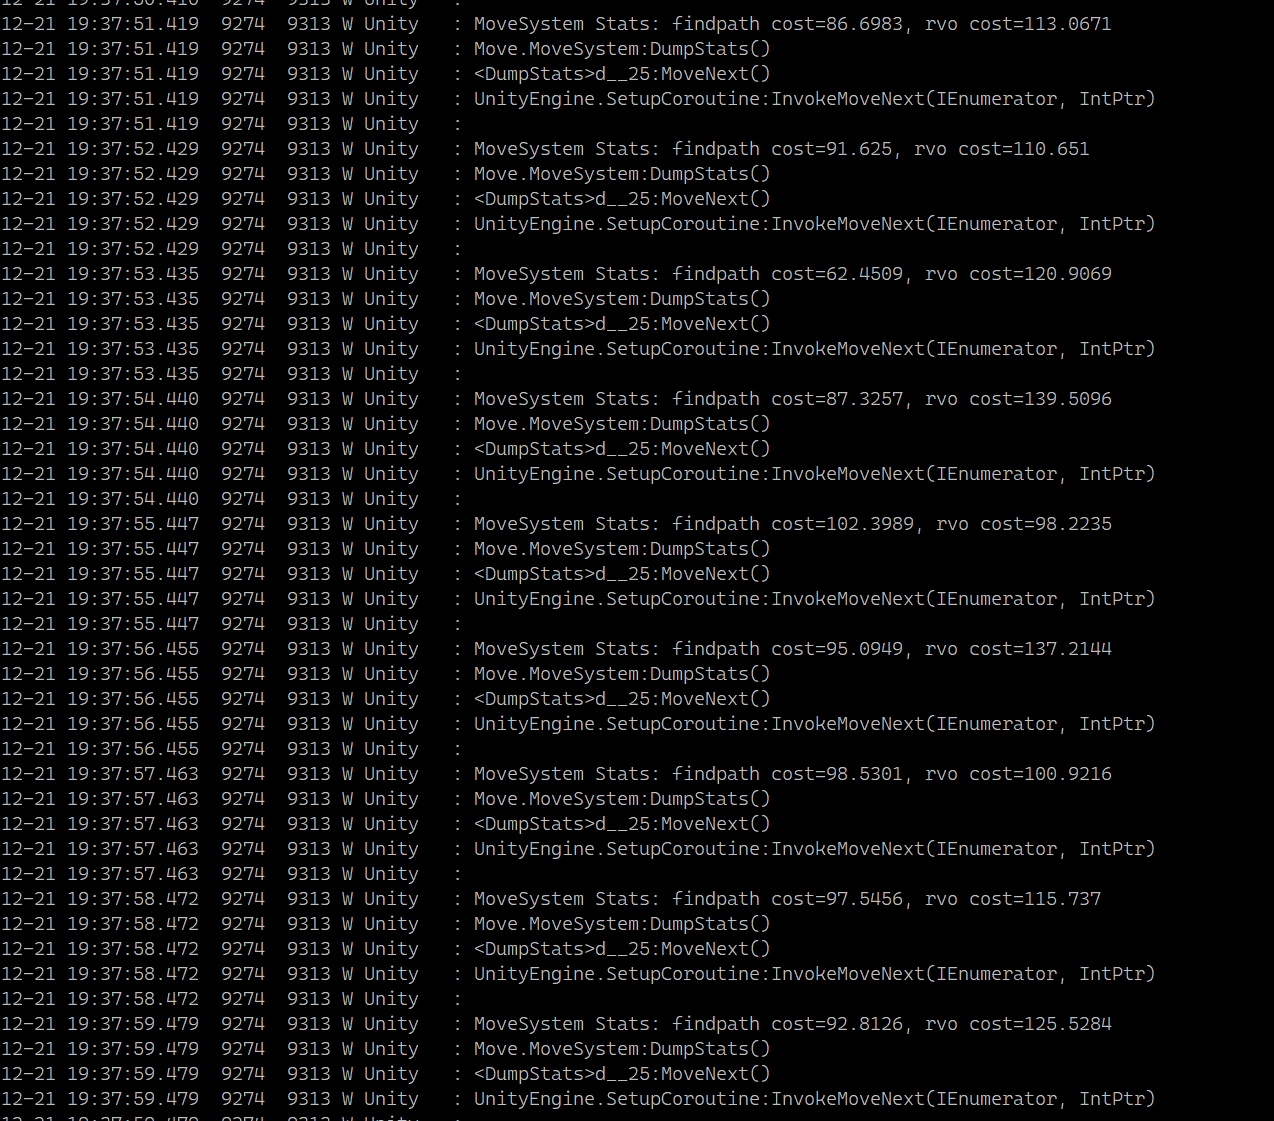 12-21 19:37:51.419  9274  9313 W Unity   : MoveSystem Stats: findpath cost=86.6983, rvo cost=113.0671
12-21 19:37:51.419  9274  9313 W Unity   : Move.MoveSystem:DumpStats()
12-21 19:37:51.419  9274  9313 W Unity   : <DumpStats>d__25:MoveNext()
12-21 19:37:51.419  9274  9313 W Unity   : UnityEngine.SetupCoroutine:InvokeMoveNext(IEnumerator, IntPtr)
12-21 19:37:51.419  9274  9313 W Unity   :
12-21 19:37:52.429  9274  9313 W Unity   : MoveSystem Stats: findpath cost=91.625, rvo cost=110.651
12-21 19:37:52.429  9274  9313 W Unity   : Move.MoveSystem:DumpStats()
12-21 19:37:52.429  9274  9313 W Unity   : <DumpStats>d__25:MoveNext()
12-21 19:37:52.429  9274  9313 W Unity   : UnityEngine.SetupCoroutine:InvokeMoveNext(IEnumerator, IntPtr)
12-21 19:37:52.429  9274  9313 W Unity   :
12-21 19:37:53.435  9274  9313 W Unity   : MoveSystem Stats: findpath cost=62.4509, rvo cost=120.9069
12-21 19:37:53.435  9274  9313 W Unity   : Move.MoveSystem:DumpStats()
12-21 19:37:53.435  9274  9313 W Unity   : <DumpStats>d__25:MoveNext()
12-21 19:37:53.435  9274  9313 W Unity   : UnityEngine.SetupCoroutine:InvokeMoveNext(IEnumerator, IntPtr)
12-21 19:37:53.435  9274  9313 W Unity   :
12-21 19:37:54.440  9274  9313 W Unity   : MoveSystem Stats: findpath cost=87.3257, rvo cost=139.5096
12-21 19:37:54.440  9274  9313 W Unity   : Move.MoveSystem:DumpStats()
12-21 19:37:54.440  9274  9313 W Unity   : <DumpStats>d__25:MoveNext()
12-21 19:37:54.440  9274  9313 W Unity   : UnityEngine.SetupCoroutine:InvokeMoveNext(IEnumerator, IntPtr)
12-21 19:37:54.440  9274  9313 W Unity   :
12-21 19:37:55.447  9274  9313 W Unity   : MoveSystem Stats: findpath cost=102.3989, rvo cost=98.2235
12-21 19:37:55.447  9274  9313 W Unity   : Move.MoveSystem:DumpStats()
12-21 19:37:55.447  9274  9313 W Unity   : <DumpStats>d__25:MoveNext()
12-21 19:37:55.447  9274  9313 W Unity   : UnityEngine.SetupCoroutine:InvokeMoveNext(IEnumerator, IntPtr)
12-21 19:37:55.447  9274  9313 W Unity   :
12-21 19:37:56.455  9274  9313 W Unity   : MoveSystem Stats: findpath cost=95.0949, rvo cost=137.2144
12-21 19:37:56.455  9274  9313 W Unity   : Move.MoveSystem:DumpStats()
12-21 19:37:56.455  9274  9313 W Unity   : <DumpStats>d__25:MoveNext()
12-21 19:37:56.455  9274  9313 W Unity   : UnityEngine.SetupCoroutine:InvokeMoveNext(IEnumerator, IntPtr)
12-21 19:37:56.455  9274  9313 W Unity   :
12-21 19:37:57.463  9274  9313 W Unity   : MoveSystem Stats: findpath cost=98.5301, rvo cost=100.9216
12-21 19:37:57.463  9274  9313 W Unity   : Move.MoveSystem:DumpStats()
12-21 19:37:57.463  9274  9313 W Unity   : <DumpStats>d__25:MoveNext()
12-21 19:37:57.463  9274  9313 W Unity   : UnityEngine.SetupCoroutine:InvokeMoveNext(IEnumerator, IntPtr)
12-21 19:37:57.463  9274  9313 W Unity   :
12-21 19:37:58.472  9274  9313 W Unity   : MoveSystem Stats: findpath cost=97.5456, rvo cost=115.737
12-21 19:37:58.472  9274  9313 W Unity   : Move.MoveSystem:DumpStats()
12-21 19:37:58.472  9274  9313 W Unity   : <DumpStats>d__25:MoveNext()
12-21 19:37:58.472  9274  9313 W Unity   : UnityEngine.SetupCoroutine:InvokeMoveNext(IEnumerator, IntPtr)
12-21 19:37:58.472  9274  9313 W Unity   :
12-21 19:37:59.479  9274  9313 W Unity   : MoveSystem Stats: findpath cost=92.8126, rvo cost=125.5284
12-21 19:37:59.479  9274  9313 W Unity   : Move.MoveSystem:DumpStats()
12-21 19:37:59.479  9274  9313 W Unity   : <DumpStats>d__25:MoveNext()
12-21 19:37:59.479  9274  9313 W Unity   : UnityEngine.SetupCoroutine:InvokeMoveNext(IEnumerator, IntPtr)